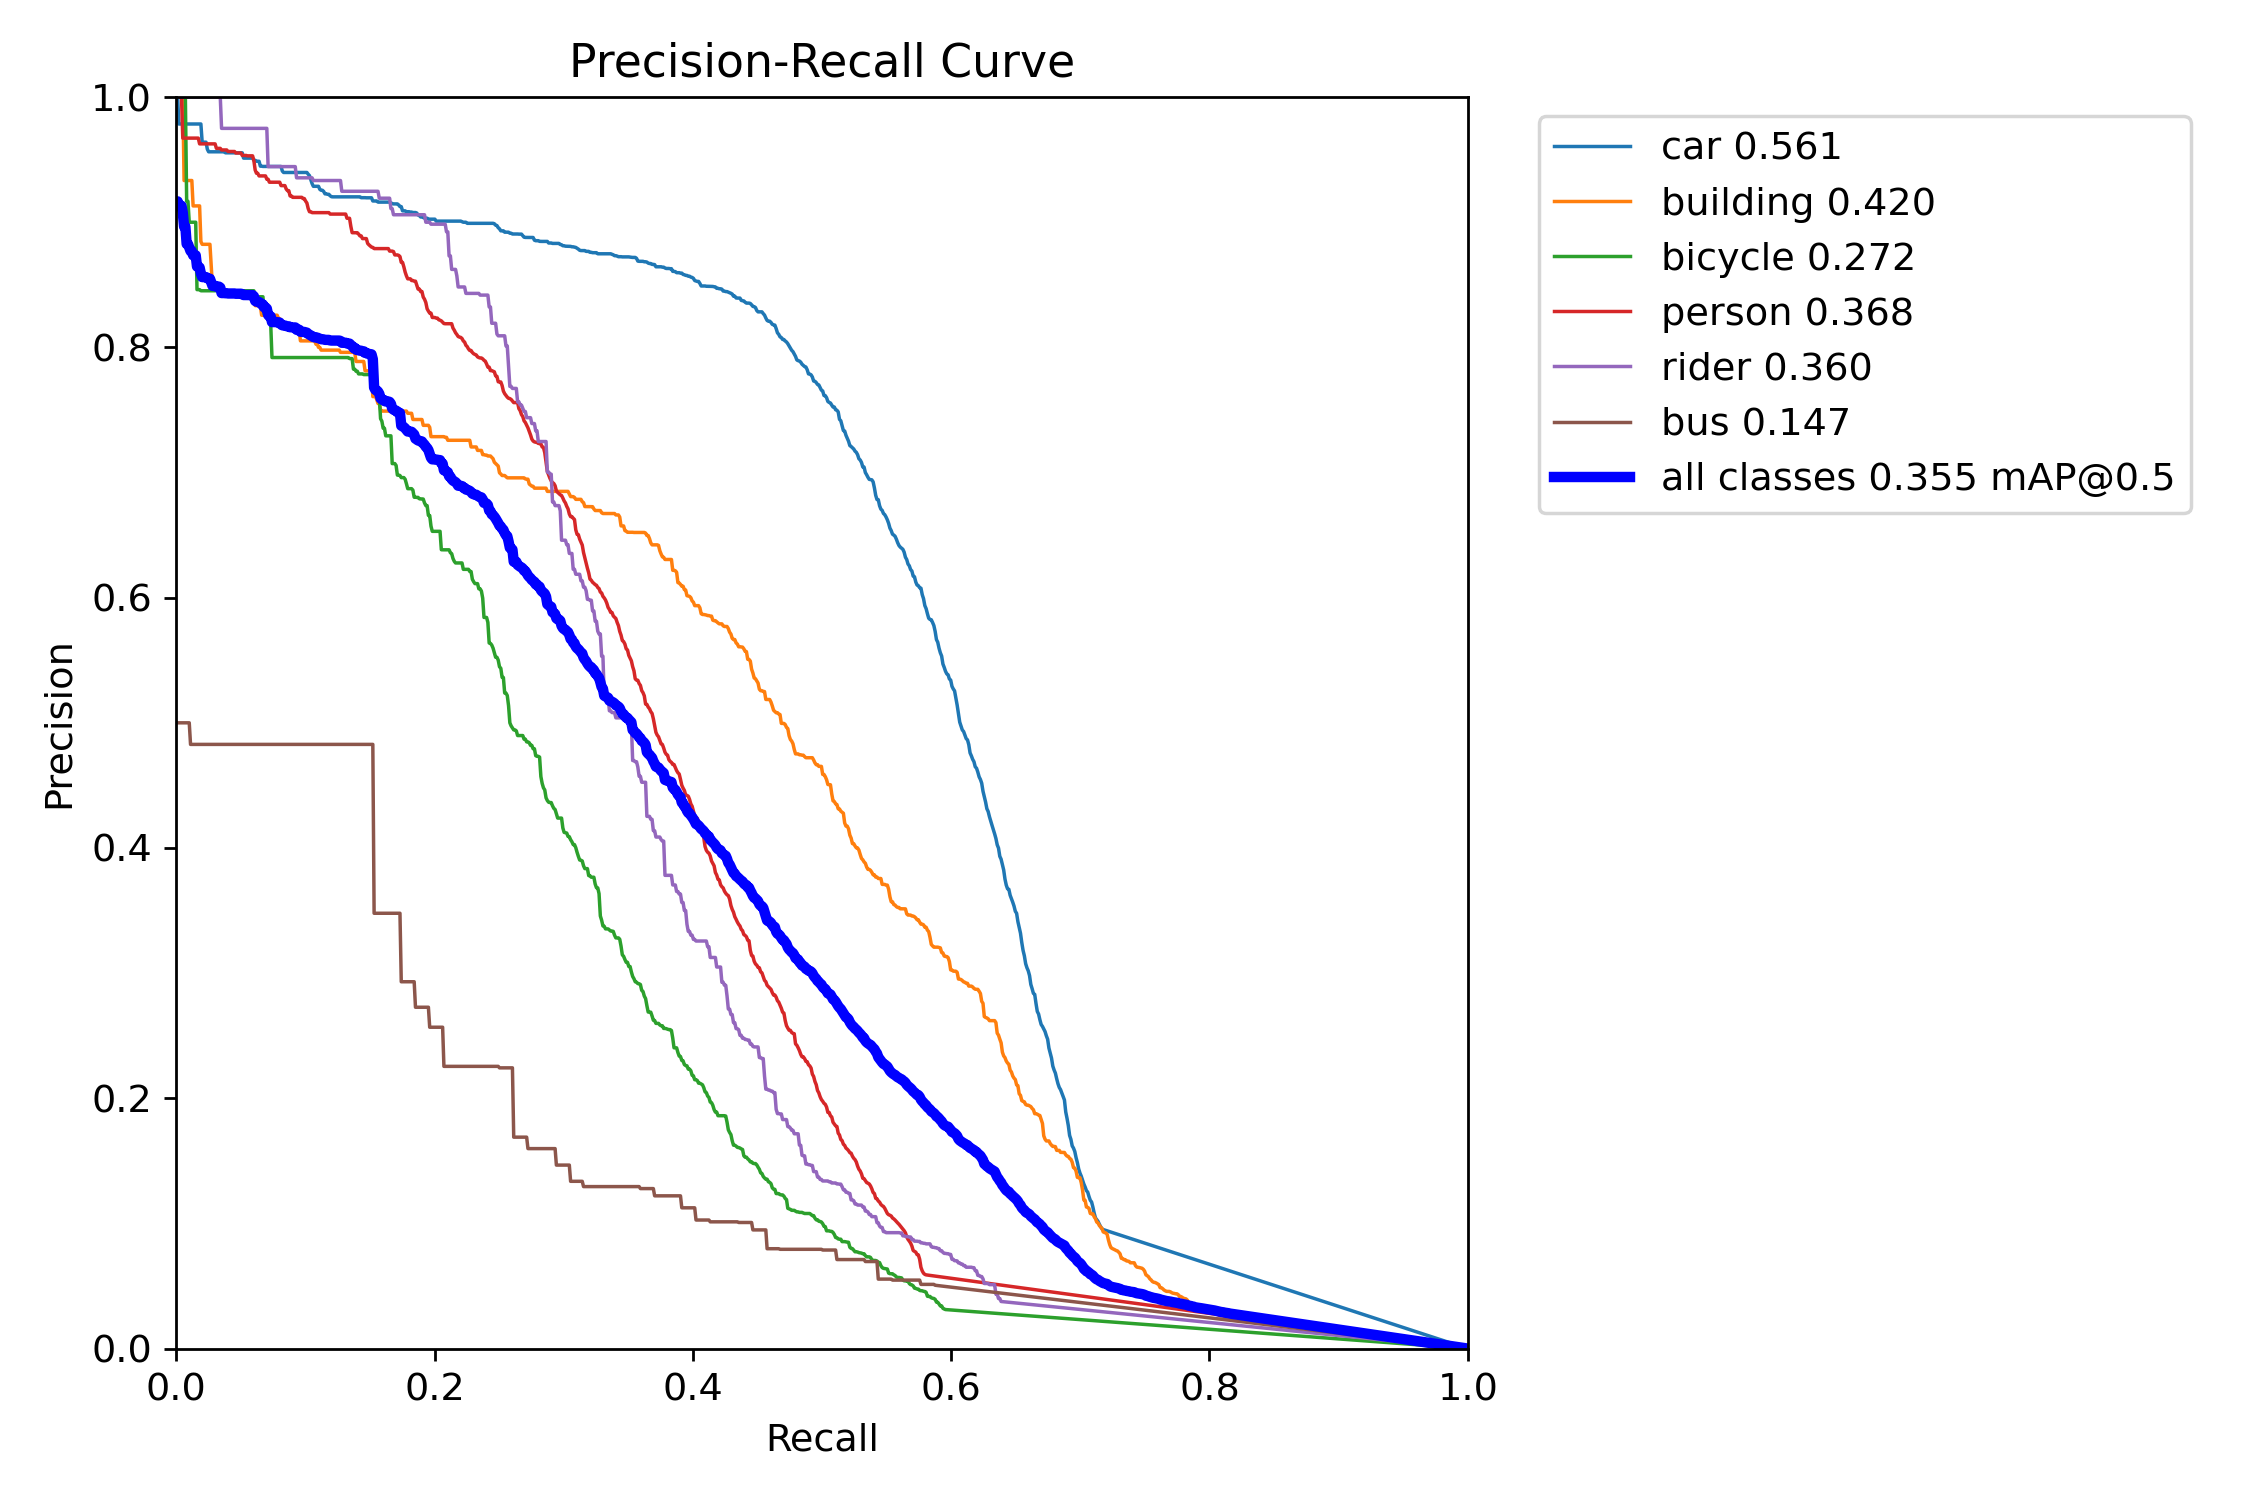 Precision-Recall Curve
1.0
0.8
0.6
0.4
0.2
0.0
Precision
0.0 0.2 0.4 0.6 0.8 1.0
Recall
car 0.561
building 0.420
bicycle 0.272
person 0.368
rider 0.360
bus 0.147
all classes 0.355 mAP@0.5